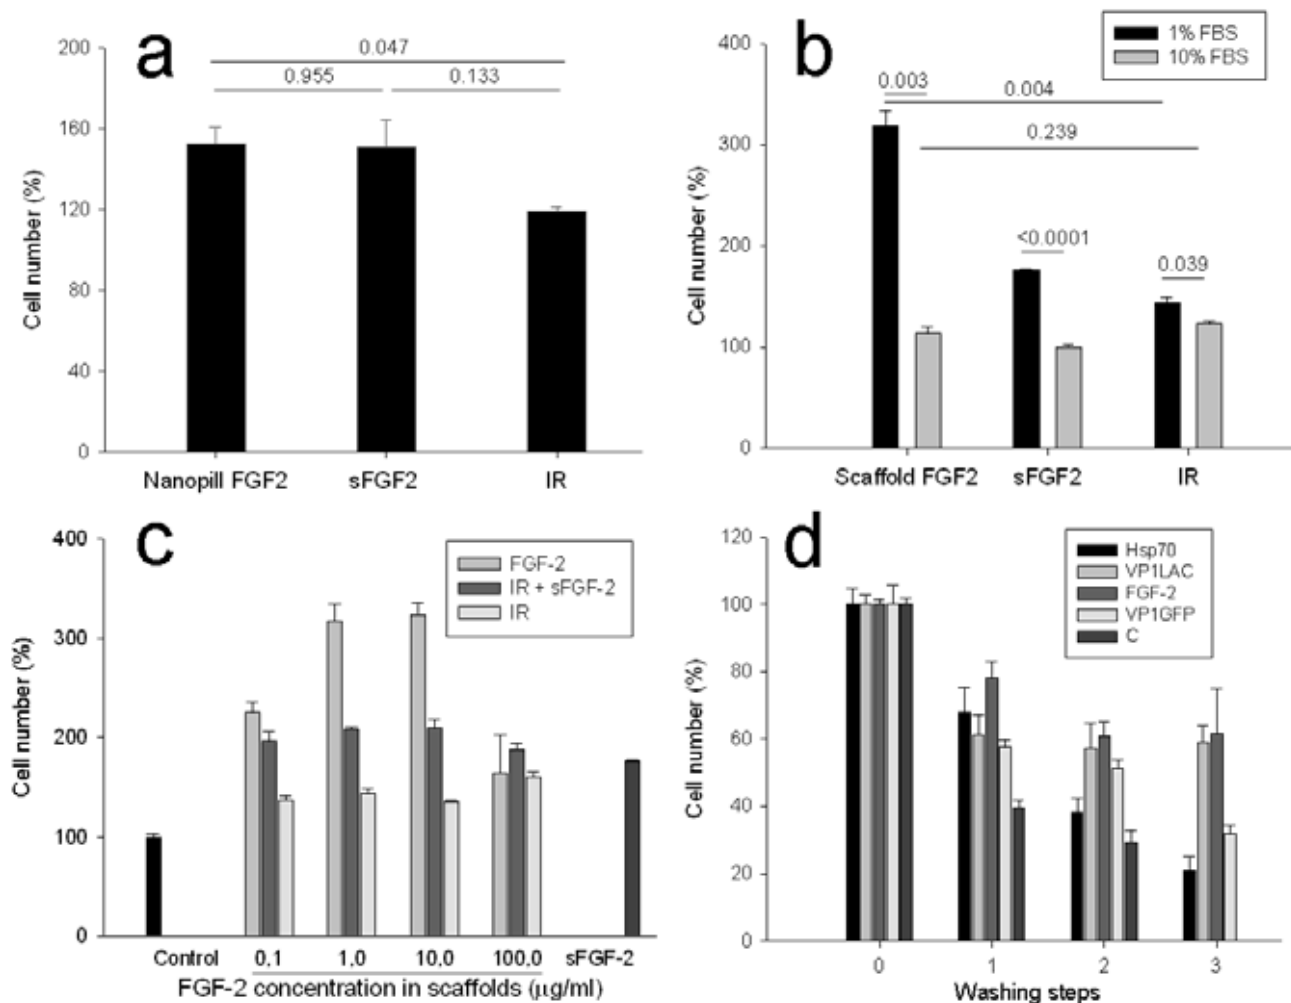 a
200
160
120
80
40
0
Cell number (%)
0.047
0.955
0.133
Nanopill FGF2
sFGF2
IR
b
1% FBS
10% FBS
400
300
200
100
0
Cell number (%)
0.003
0.004
0.239
<0.0001
0.039
Scaffold FGF2
sFGF2
IR
c
FGF-2
IR + sFGF-2
IR
400
300
200
100
0
Cell number (%)
Control
0,1
1,0
10,0
100,0
sFGF-2
FGF-2 concentration in scaffolds (µg/ml)
d
Hsp70
VP1LAC
FGF-2
VP1GFP
C
120
100
80
60
40
20
0
Cell number (%)
0
1
2
3
Washing steps